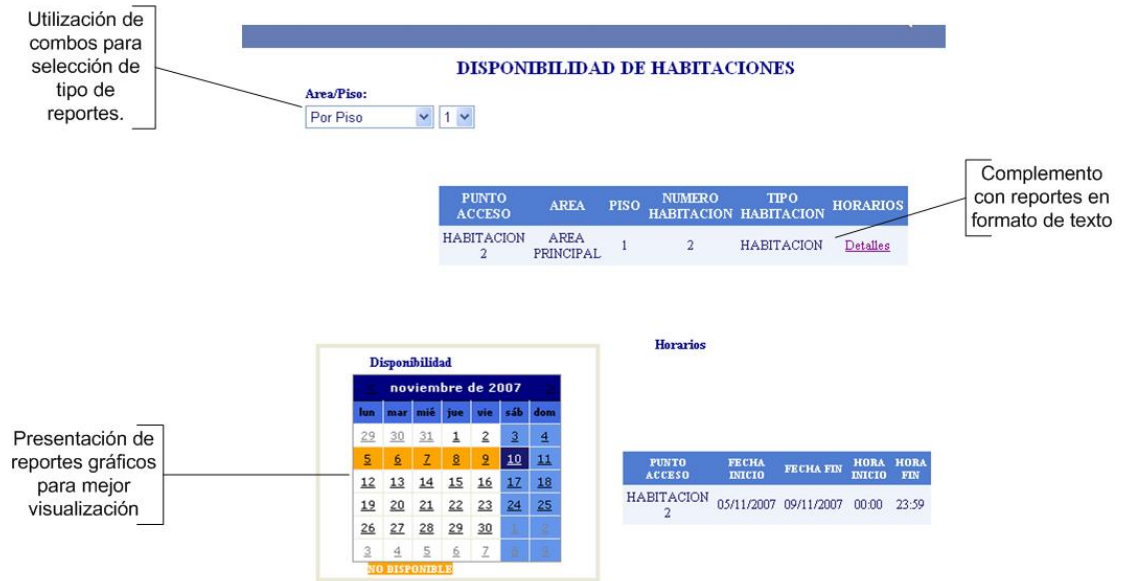 Utilización de
combos para
selección de
tipo de
reportes.
DISPONIBILIDAD DE HABITACIONES
Area/Piso:
Por Piso 1
Complemento
con reportes en
formato de texto
PUNTO ACCESO AREA PISO NUMERO HABITACION TIPO HABITACION HORARIOS
HABITACION 2 AREA PRINCIPAL 1 2 HABITACION Detalles
Presentación de
reportes gráficos
para mejor
visualización
Disponibilidad
noviembre de 2007
lun mar mié jue vie sáb dom
29 30 31 1 2 3 4
5 6 7 8 9 10 11
12 13 14 15 16 17 18
19 20 21 22 23 24 25
26 27 28 29 30 1 2
3 4 5 6 7 8 9
NO DISPONIBLE
Horarios
PUNTO ACCESO FECHA INICIO FECHA FIN HORA INICIO HORA FIN
HABITACION 2 05/11/2007 09/11/2007 00:00 23:59